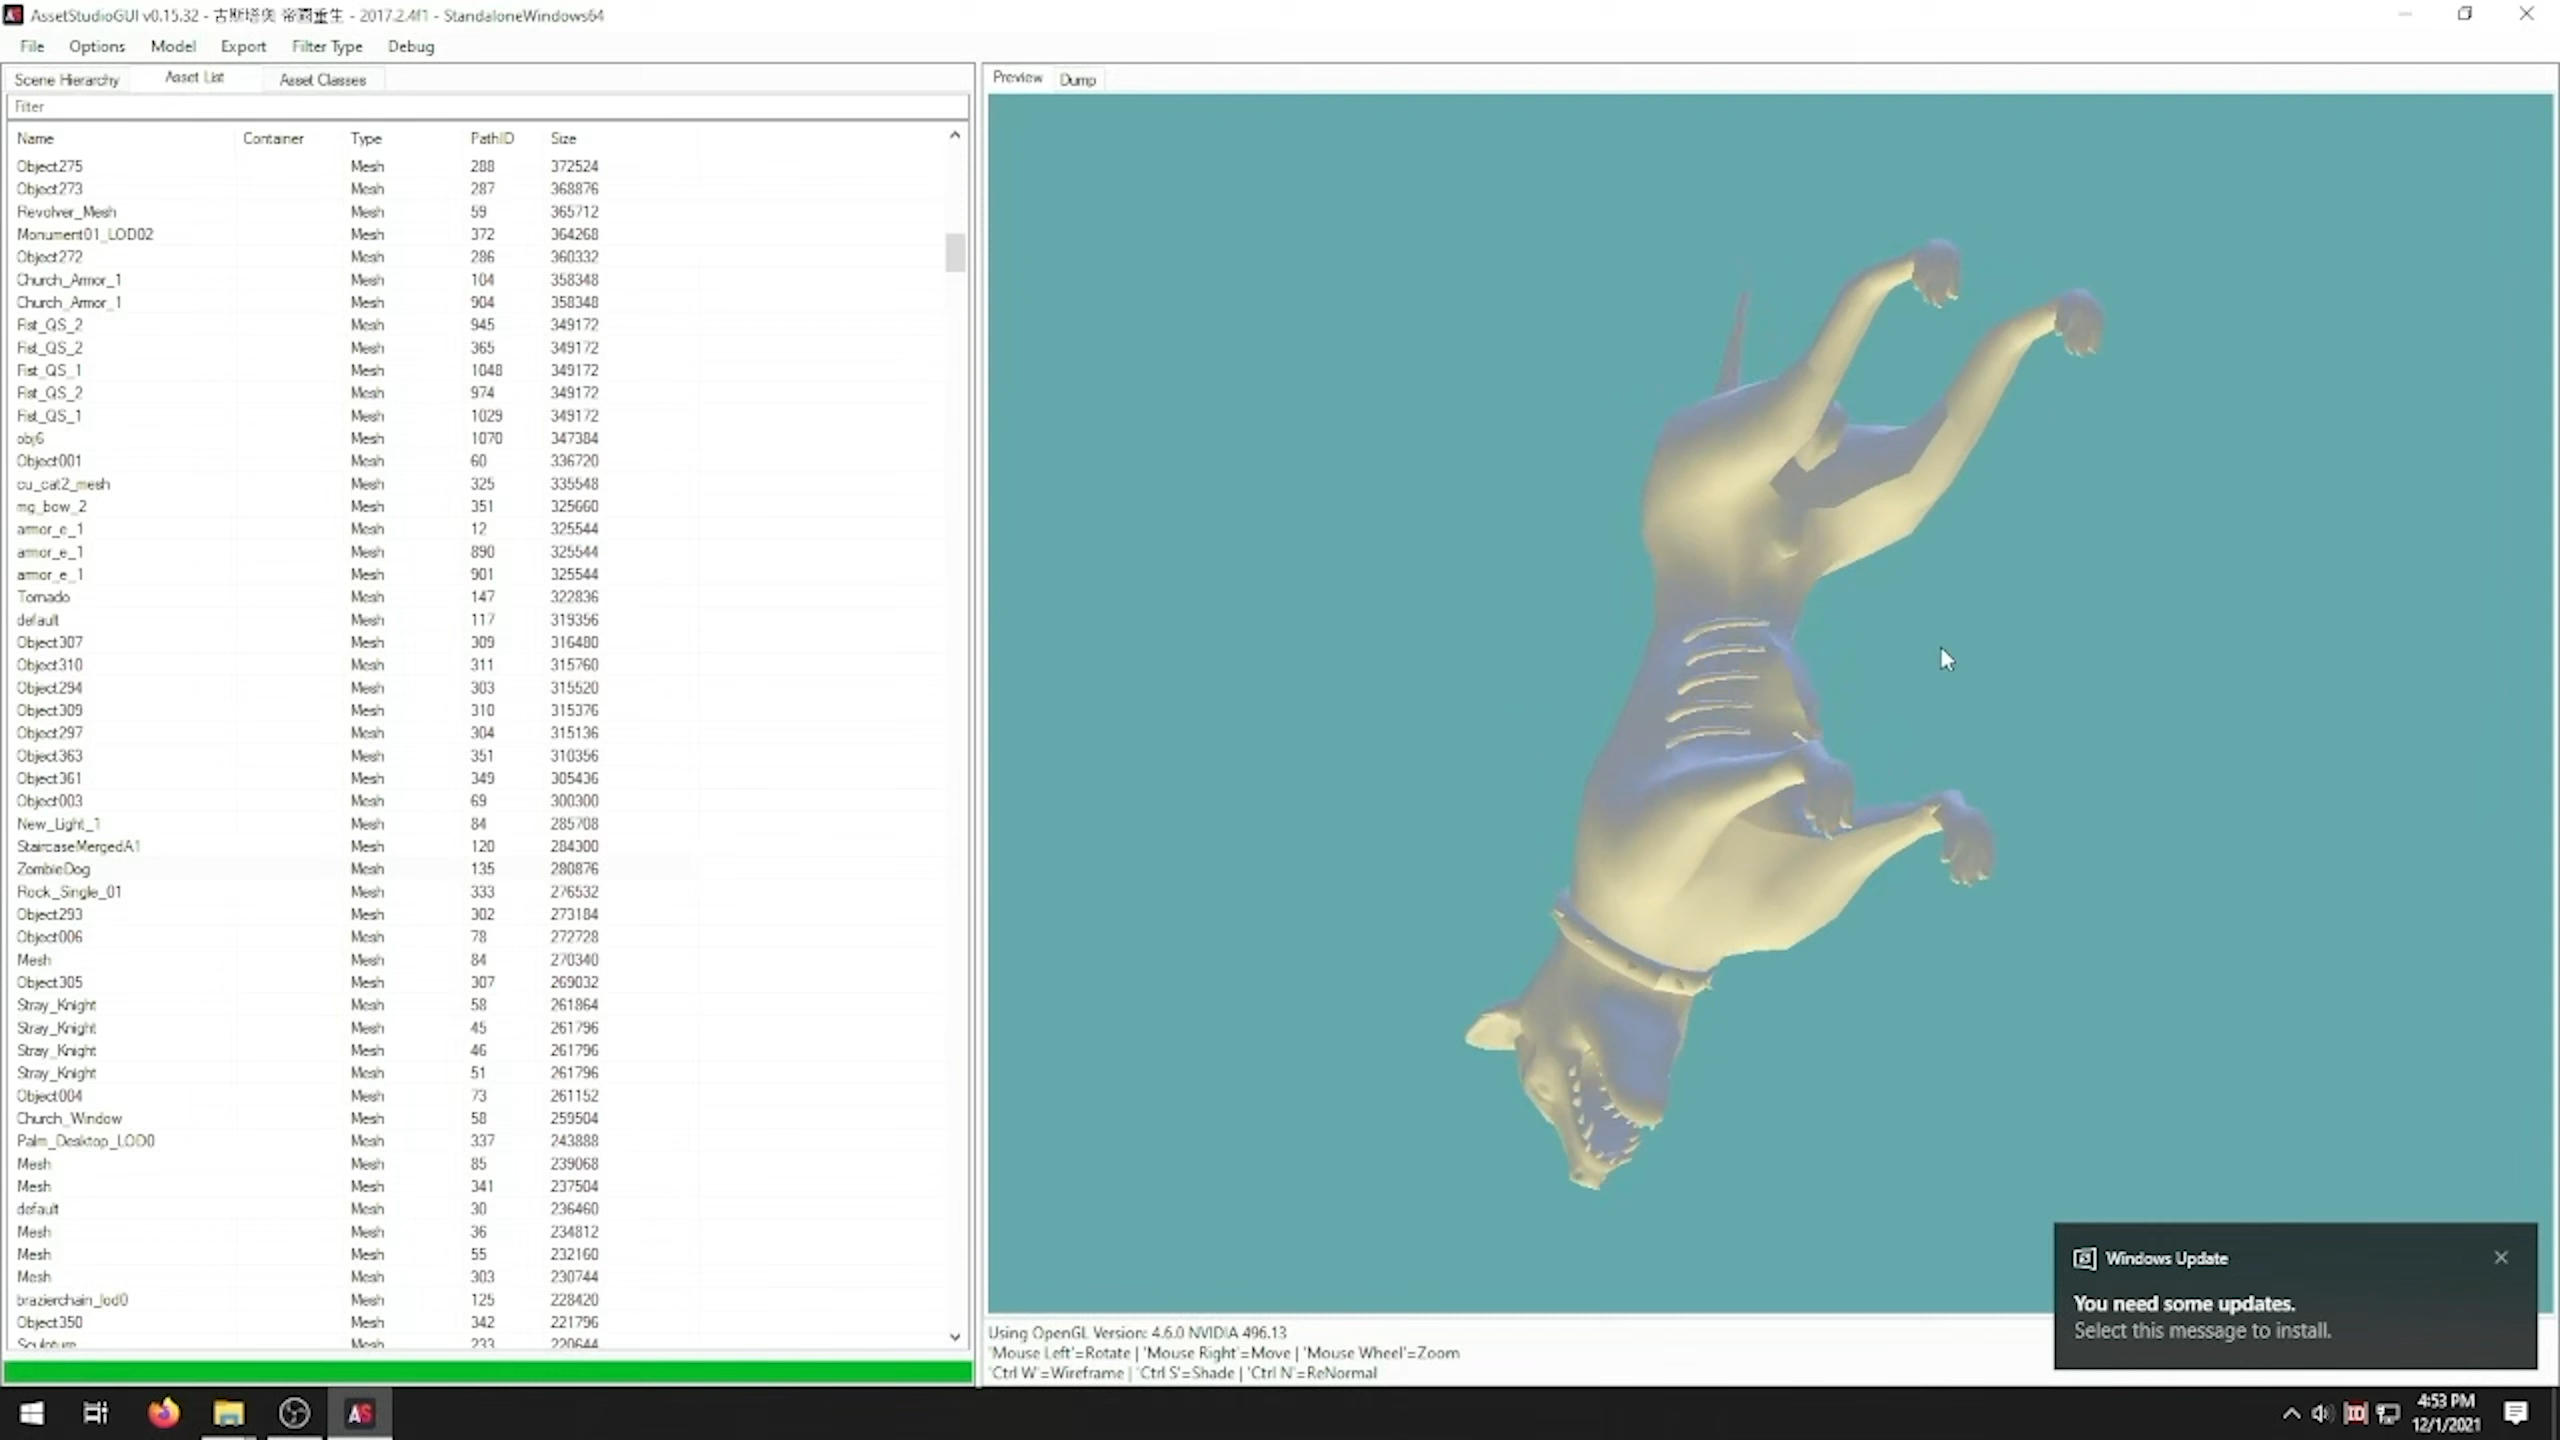 AssetStudioGUI v0.15.32 - 古斯塔奧 帝國重生 - 2017.2.4f1 - StandaloneWindows64
File Options Model Export Filter Type Debug
Scene Hierarchy Asset List Asset Classes
Filter
Name Container Type PathID Size
Object275 Mesh 288 372524
Object273 Mesh 287 368876
Revolver_Mesh Mesh 59 365712
Monument01_LOD02 Mesh 372 364268
Object272 Mesh 286 360332
Church_Armor_1 Mesh 104 358348
Church_Armor_1 Mesh 904 358348
Fist_QS_2 Mesh 945 349172
Fist_QS_2 Mesh 365 349172
Fist_QS_1 Mesh 1048 349172
Fist_QS_2 Mesh 974 349172
Fist_QS_1 Mesh 1029 349172
obj6 Mesh 1070 347384
Object001 Mesh 60 336720
cu_cat2_mesh Mesh 325 335548
mg_bow_2 Mesh 351 325660
armor_e_1 Mesh 12 325544
armor_e_1 Mesh 890 325544
armor_e_1 Mesh 901 325544
Tornado Mesh 147 322836
default Mesh 117 319356
Object307 Mesh 309 316480
Object310 Mesh 311 315760
Object294 Mesh 303 315520
Object309 Mesh 310 315376
Object297 Mesh 304 315136
Object363 Mesh 351 310356
Object361 Mesh 349 305436
Object003 Mesh 69 300300
New_Light_1 Mesh 84 285708
StaircaseMergedA1 Mesh 120 284300
ZombieDog Mesh 135 280876
Rock_Single_01 Mesh 333 276532
Object293 Mesh 302 273184
Object006 Mesh 78 272728
Mesh Mesh 84 270340
Object305 Mesh 307 269032
Stray_Knight Mesh 58 261864
Stray_Knight Mesh 45 261796
Stray_Knight Mesh 46 261796
Stray_Knight Mesh 51 261796
Object004 Mesh 73 261152
Church_Window Mesh 58 259504
Palm_Desktop_LOD0 Mesh 337 243888
Mesh Mesh 85 239068
Mesh Mesh 341 237504
default Mesh 30 236460
Mesh Mesh 36 234812
Mesh Mesh 55 232160
Mesh Mesh 303 230744
brazierchain_lod0 Mesh 125 228420
Object350 Mesh 342 221796
Sculpture Mesh 233 220644
Preview Dump
Using OpenGL Version: 4.6.0 NVIDIA 496.13
'Mouse Left'=Rotate | 'Mouse Right'=Move | 'Mouse Wheel'=Zoom
'Ctrl W'=Wireframe | 'Ctrl S'=Shade | 'Ctrl N'=ReNormal
Windows Update
You need some updates.
Select this message to install.
AS
4:53 PM
12/1/2021